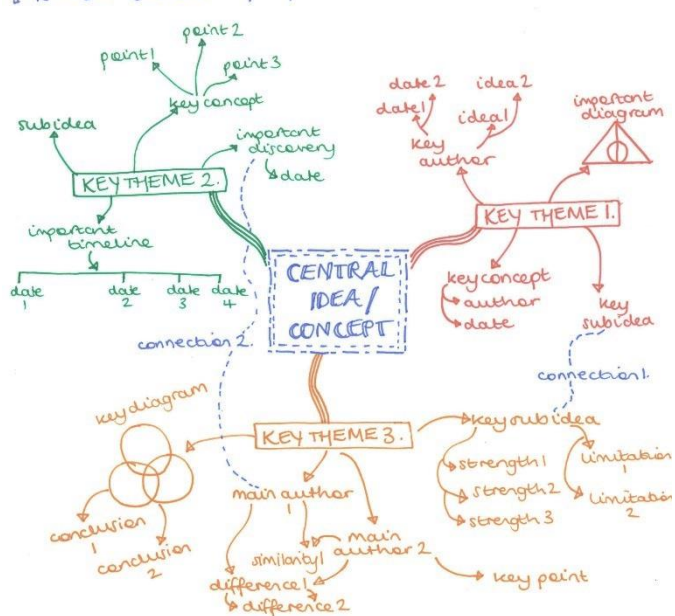 point 2
point 1
point 3
key concept
subidea
important
discovery
date
KEY THEME 2.
important
timeline
date
1
date
2
date
3
date
4
date 2
date 1
idea 2
idea 1
key
author
important
diagram
KEY THEME 1.
key concept
author
date
key
subidea
CENTRAL
IDEA/
CONCEPT
connection 2.
connection 1.
KEY THEME 3.
key diagram
conclusion
1
conclusion
2
main author
1
similarity 1
main
author 2
difference 1
difference 2
key point
key subidea
strength 1
strength 2
strength 3
limitation
1
limitation
2